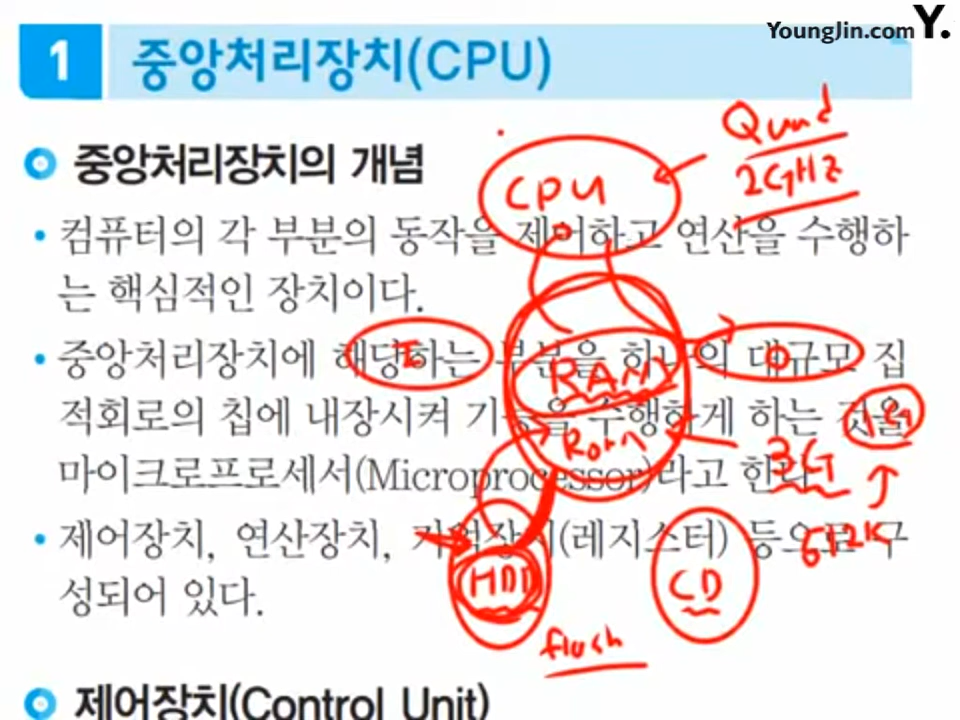 YoungJin.com Y.
1 중앙처리장치(CPU)
Quad
2GHz
중앙처리장치의 개념
CPU
• 컴퓨터의 각 부분의 동작을 제어하고 연산을 수행하
는 핵심적인 장치이다.
• 중앙처리장치에 해당하는 부분을 하나의 대규모 집
I
O
RAM
적회로의 칩에 내장시켜 기능을 수행하게 하는 것을
Rom
3G
마이크로프로세서(Microprocessor)라고 한다.
• 제어장치, 연산장치, 기억장치(레지스터) 등으로 구
512K
성되어 있다.
HDD
CD
flash
제어장치(Control Unit)